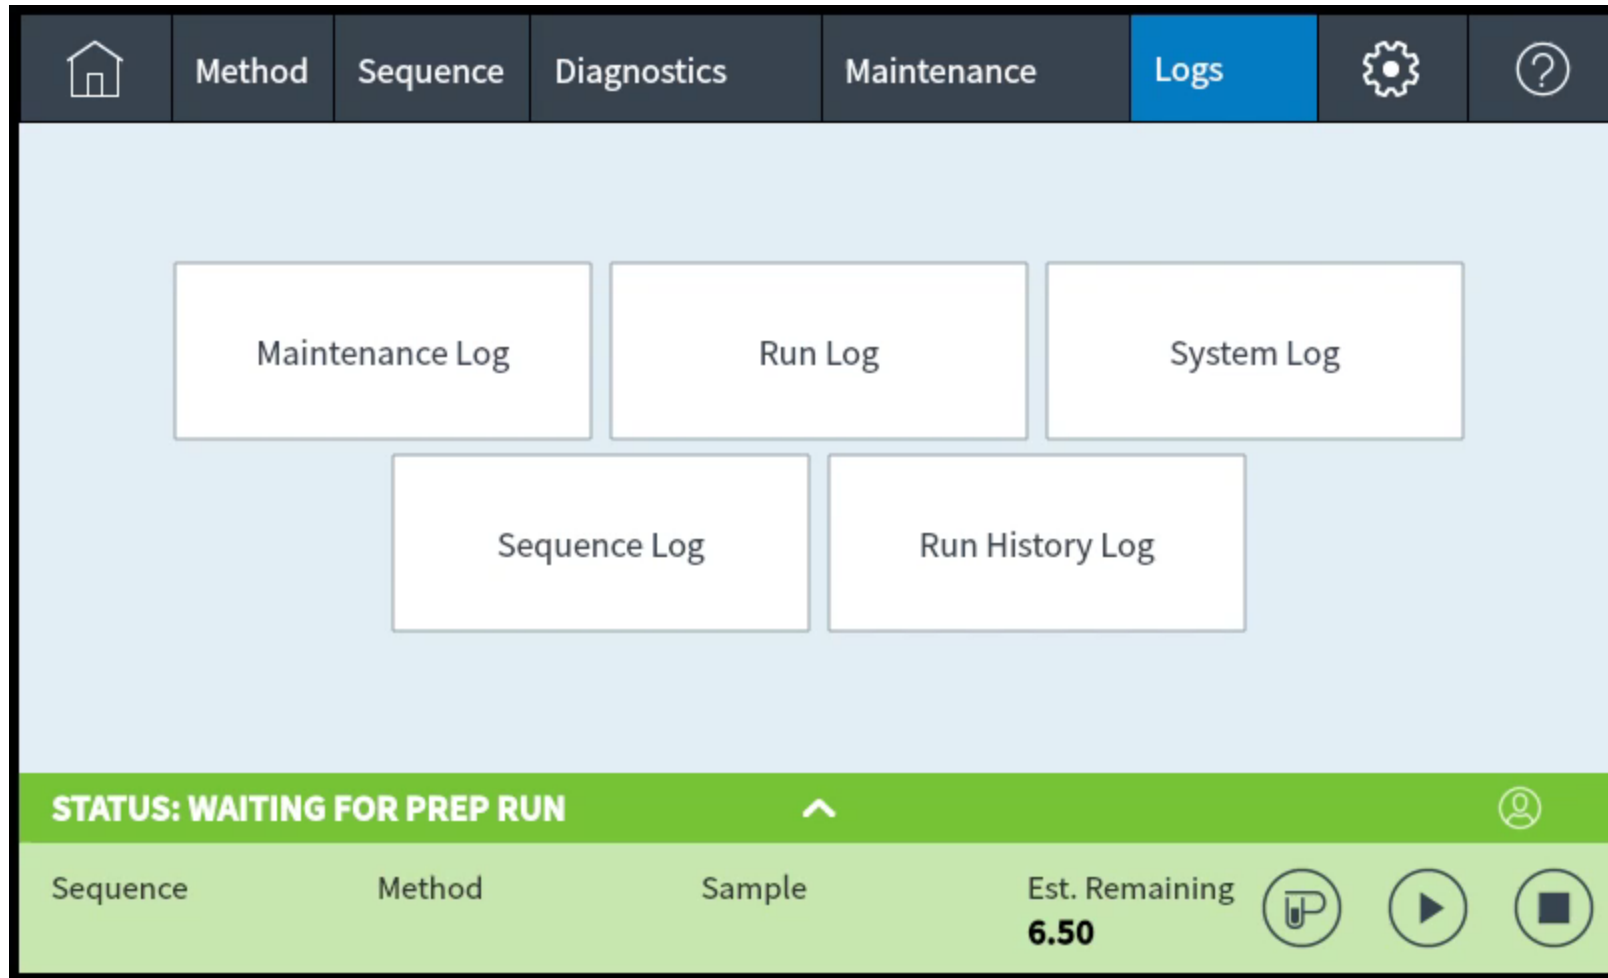 Method Sequence Diagnostics Maintenance Logs
Maintenance Log Run Log System Log
Sequence Log Run History Log
STATUS: WAITING FOR PREP RUN
Sequence Method Sample Est. Remaining
6.50